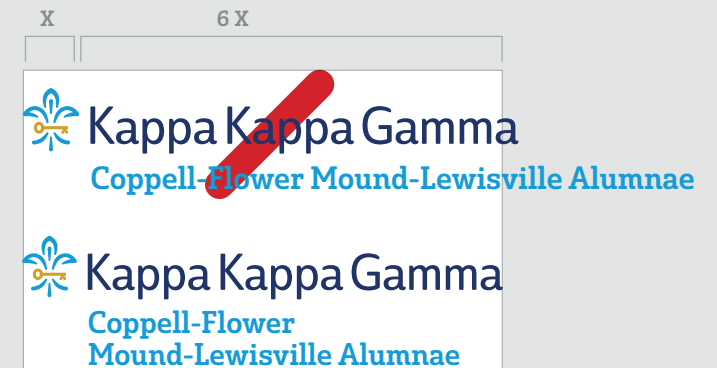 X 6 X
Kappa Kappa Gamma
Coppell-Flower Mound-Lewisville Alumnae
Kappa Kappa Gamma
Coppell-Flower
Mound-Lewisville Alumnae